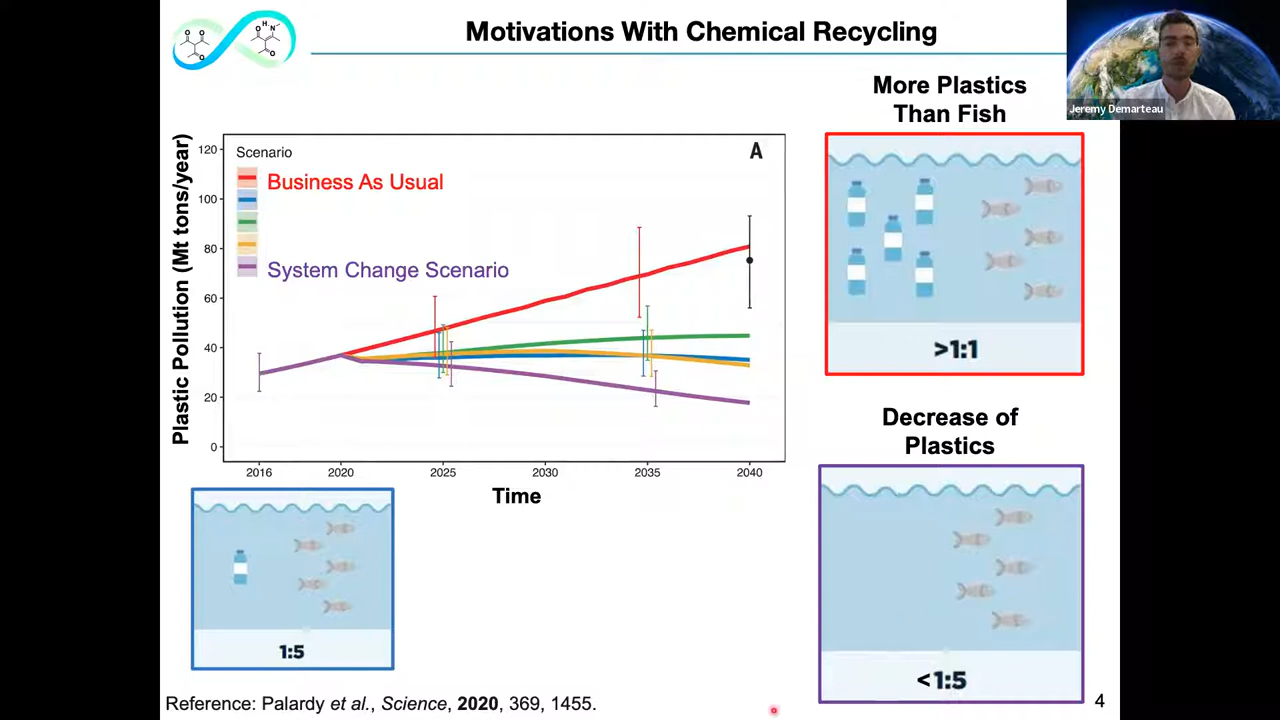 Motivations With Chemical Recycling
H
O
O
O
O
N
O
O
Jeremy Demarteau
More Plastics
Than Fish
>1:1
Plastic Pollution (Mt tons/year)
120
100
80
60
40
20
0
Scenario
A
Business As Usual
System Change Scenario
2016
2020
2025
2030
2035
2040
Time
Decrease of
Plastics
1:5
<1:5
Reference: Palardy et al., Science, 2020, 369, 1455.
4